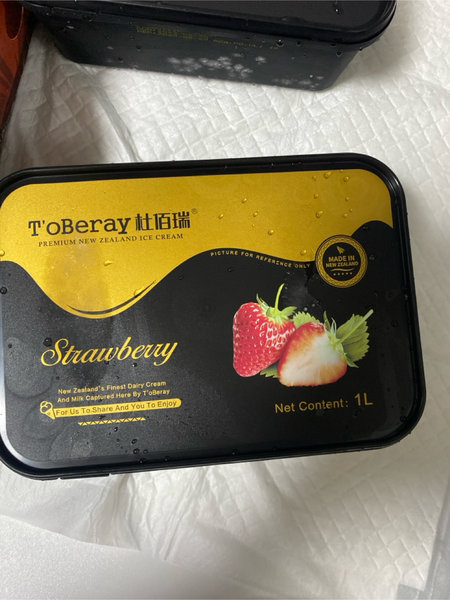 T'oBeray 杜佰瑞®
PREMIUM NEW ZEALAND ICE CREAM
PICTURE FOR REFERENCE ONLY
MADE IN
NEW ZEALAND
Strawberry
New Zealand's Finest Dairy Cream
And Milk Captured Here By T'oBeray
For Us To Share And You To Enjoy
Net Content: 1L